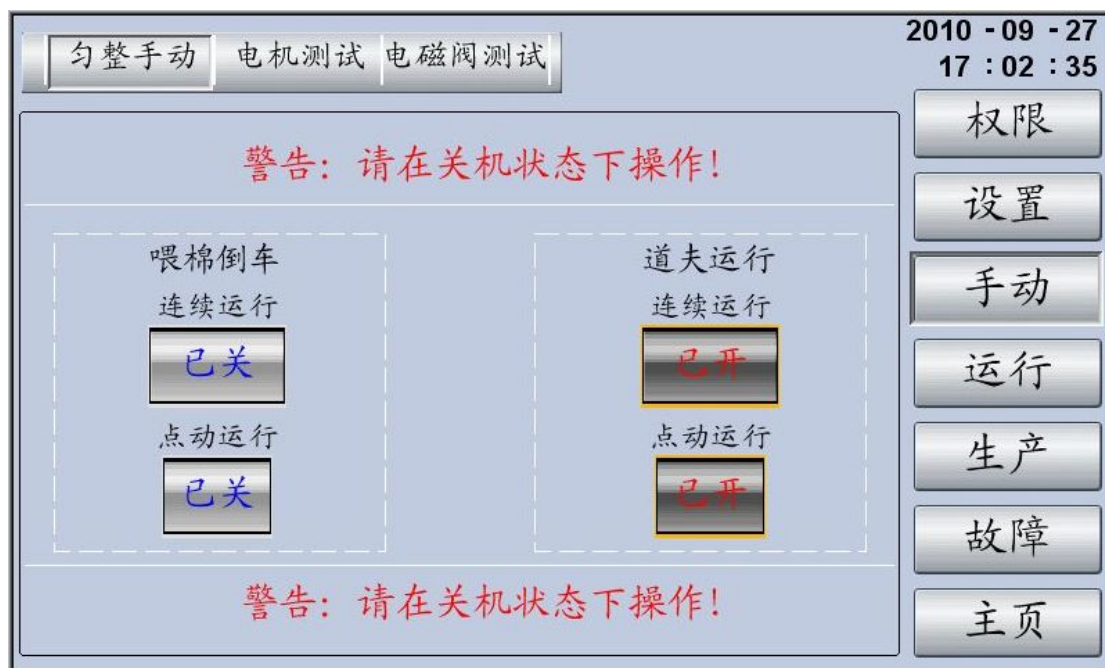 匀整手动 电机测试 电磁阀测试
2010 - 09 - 27
17 : 02 : 35
警告: 请在关机状态下操作!
喂棉倒车
连续运行
已关
点动运行
已关
道夫运行
连续运行
已开
点动运行
已开
警告: 请在关机状态下操作!
权限
设置
手动
运行
生产
故障
主页